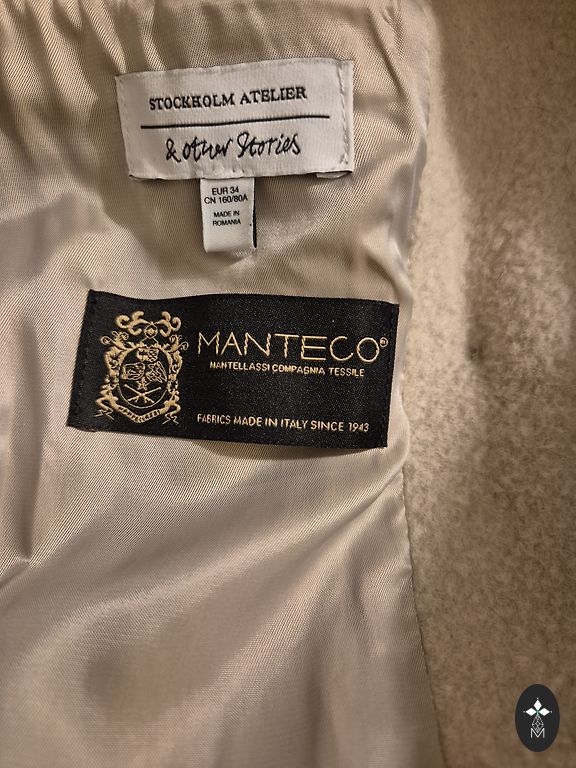 STOCKHOLM ATELIER
& other Stories
EUR 34
CN 160/80A
MADE IN
ROMANIA
MANTECO®
MANTELLASSI COMPAGNIA TESSILE
FABRICS MADE IN ITALY SINCE 1943
M